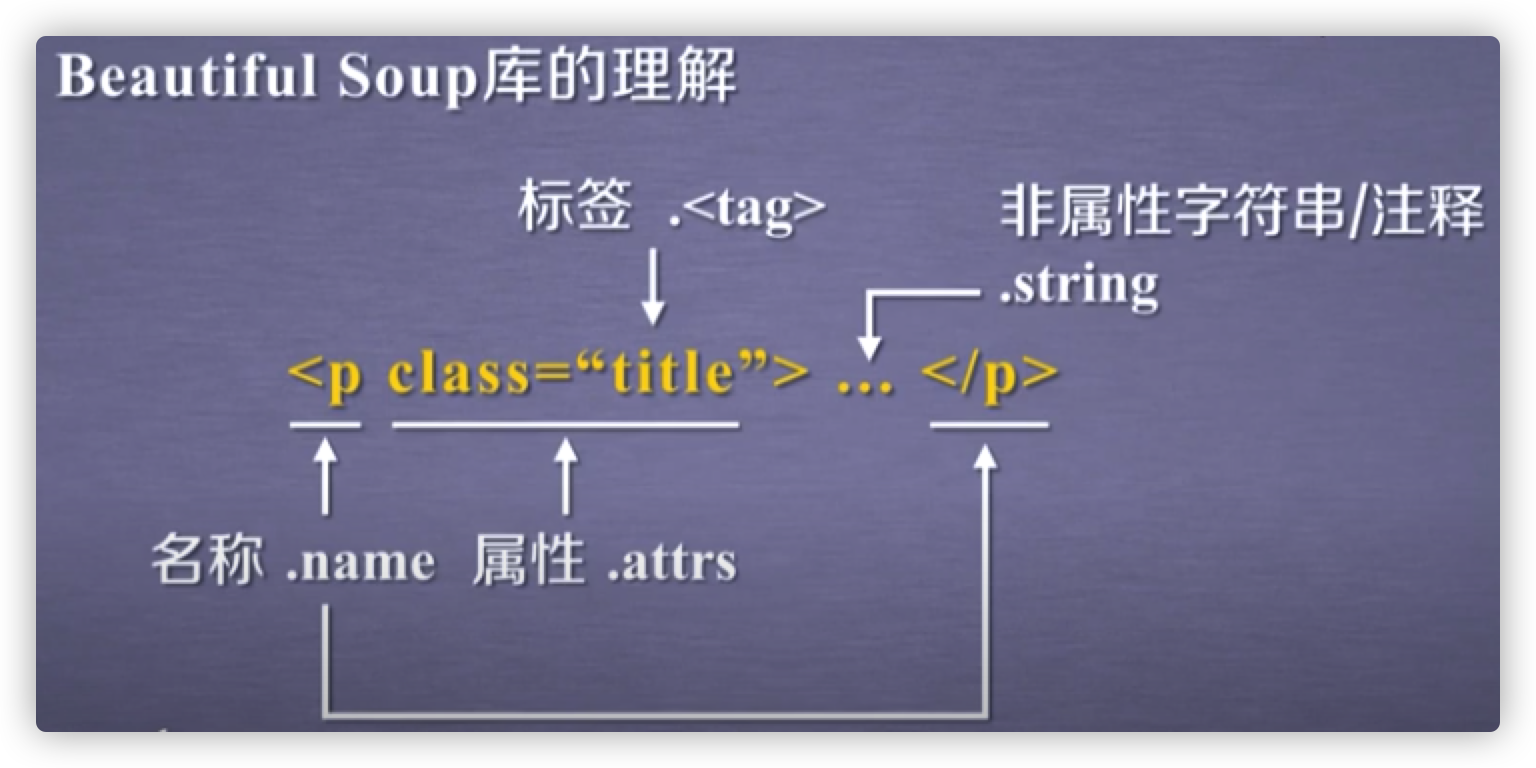 Beautiful Soup库的理解
标签 .<tag>
非属性字符串/注释
.string
<p class=“title”> … </p>
名称 .name 属性 .attrs